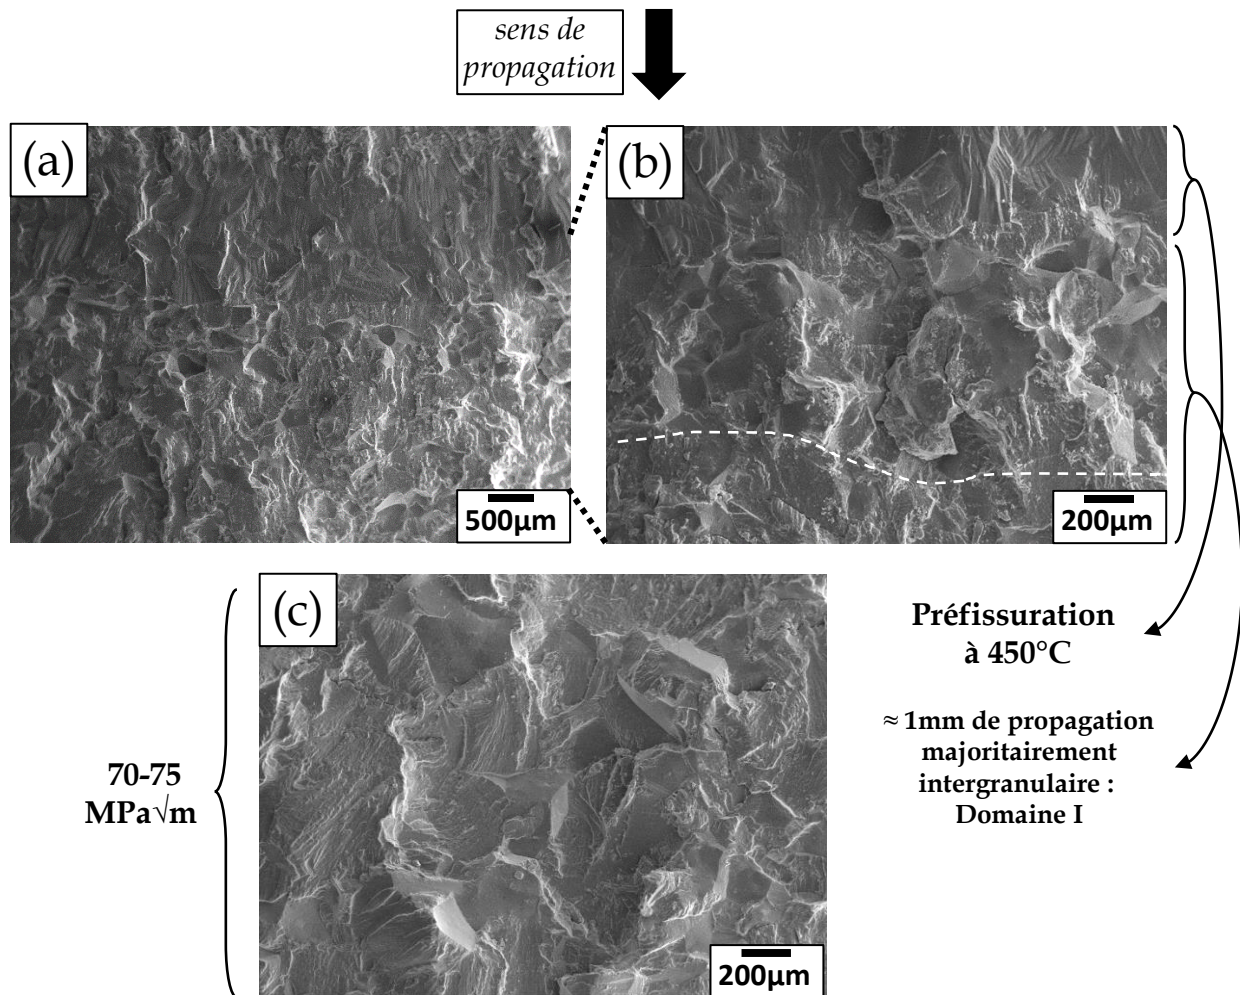 sens de
propagation
(a)
(b)
500µm
200µm
(c)
Préfissuration
à 450°C
≈ 1mm de propagation
majoritairement
intergranulaire :
Domaine I
70-75
MPa√m
200µm